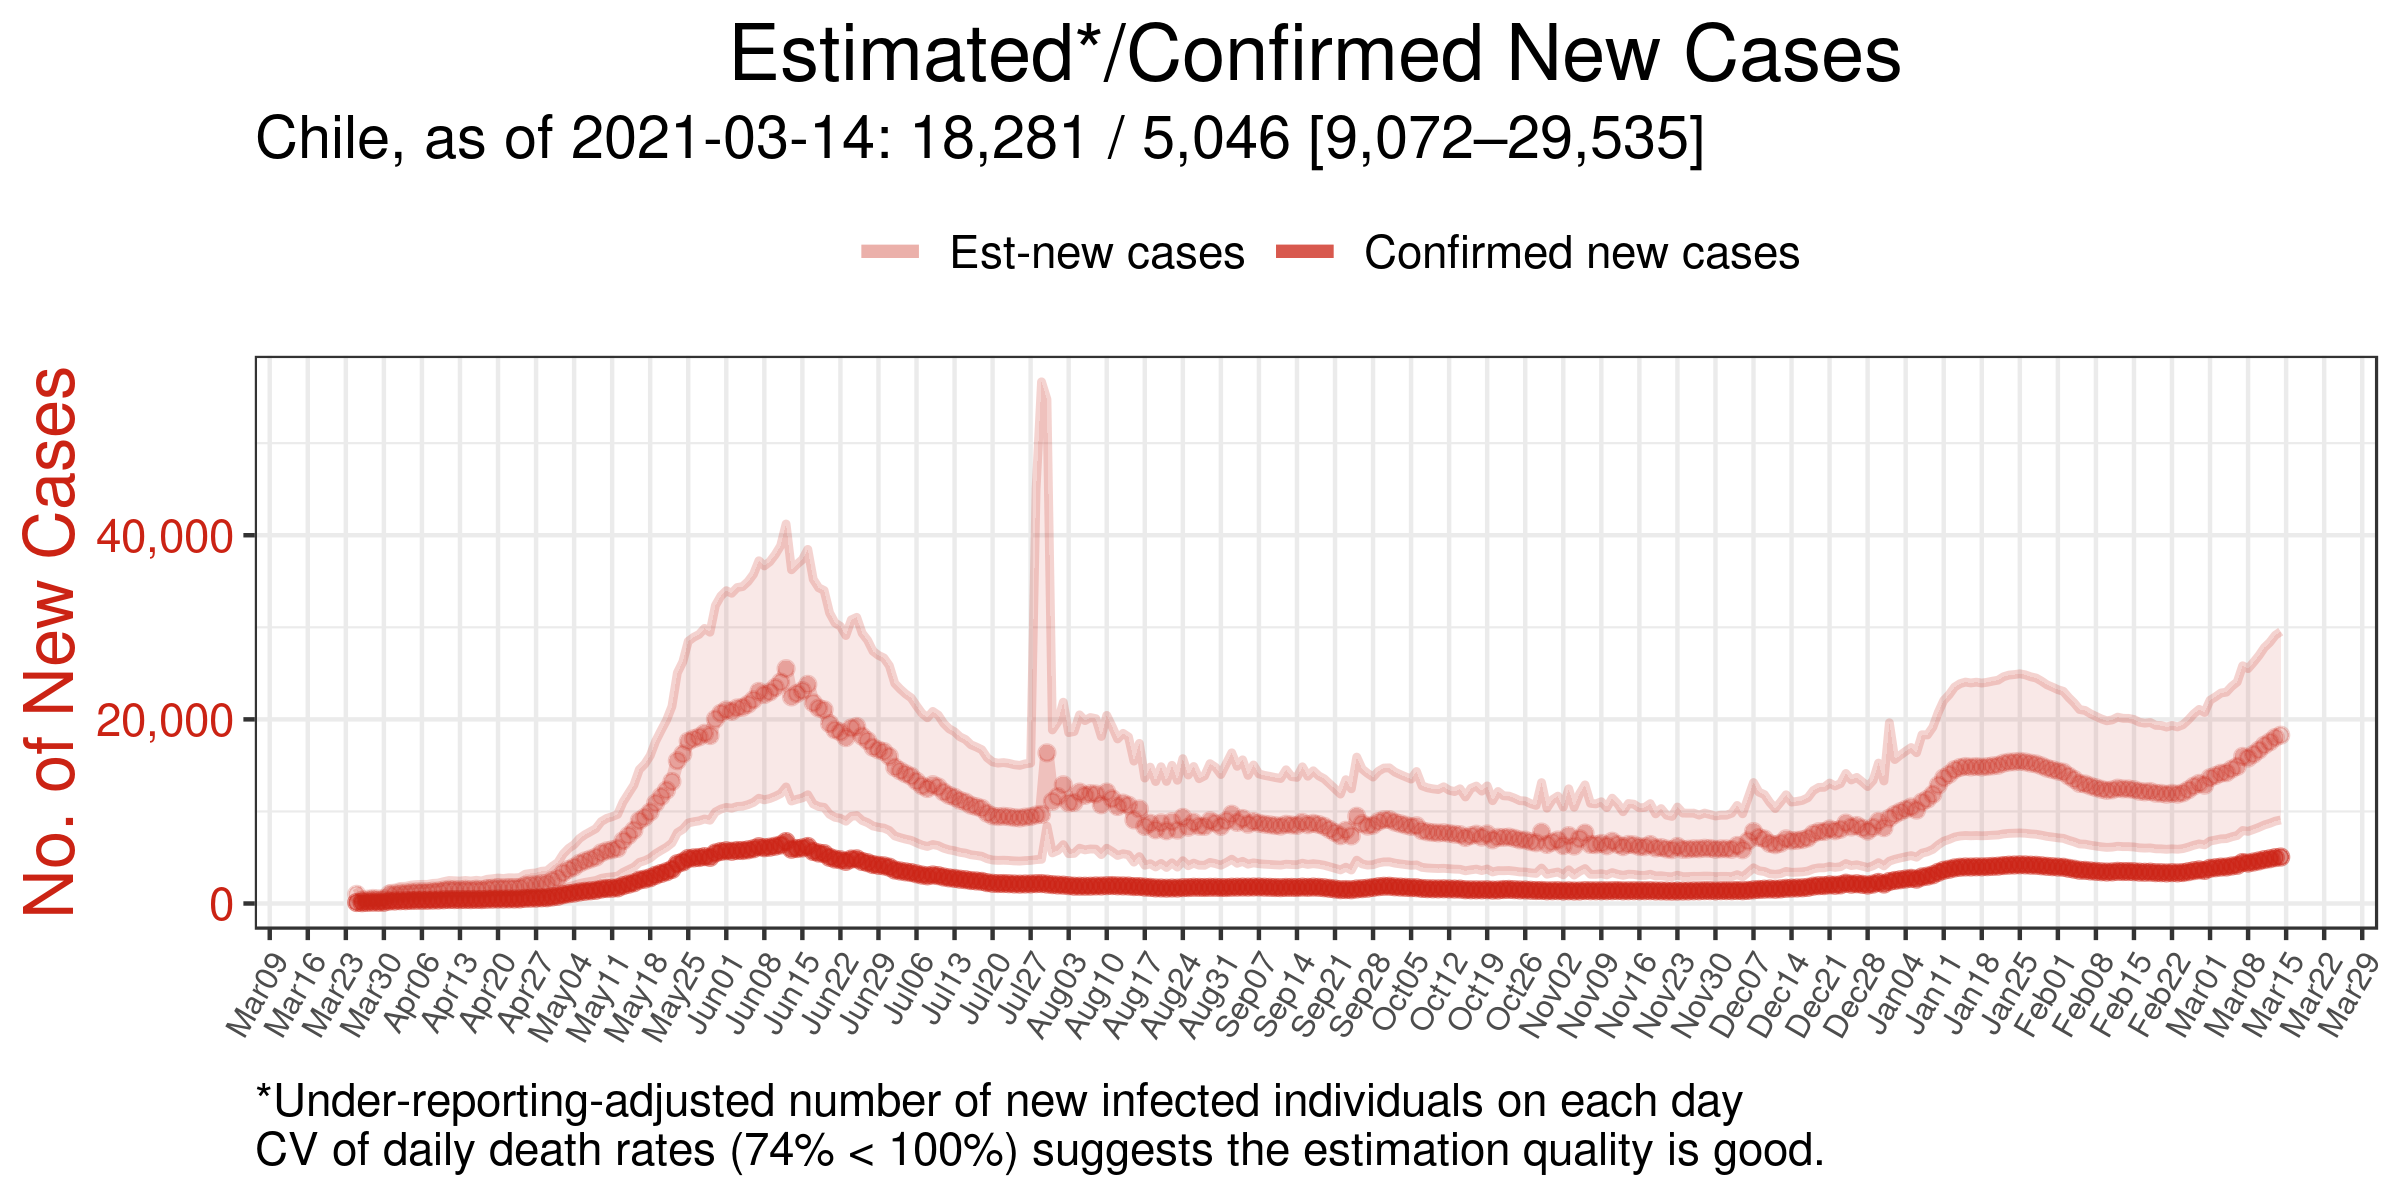 Estimated*/Confirmed New Cases
Chile, as of 2021-03-14: 18,281 / 5,046 [9,072–29,535]
Est-new cases
Confirmed new cases
No. of New Cases
40,000
20,000
0
Mar09
Mar16
Mar23
Mar30
Apr06
Apr13
Apr20
Apr27
May04
May11
May18
May25
Jun01
Jun08
Jun15
Jun22
Jun29
Jul06
Jul13
Jul20
Jul27
Aug03
Aug10
Aug17
Aug24
Aug31
Sep07
Sep14
Sep21
Sep28
Oct05
Oct12
Oct19
Oct26
Nov02
Nov09
Nov16
Nov23
Nov30
Dec07
Dec14
Dec21
Dec28
Jan04
Jan11
Jan18
Jan25
Feb01
Feb08
Feb15
Feb22
Mar01
Mar08
Mar15
Mar22
Mar29
*Under-reporting-adjusted number of new infected individuals on each day
CV of daily death rates (74% < 100%) suggests the estimation quality is good.